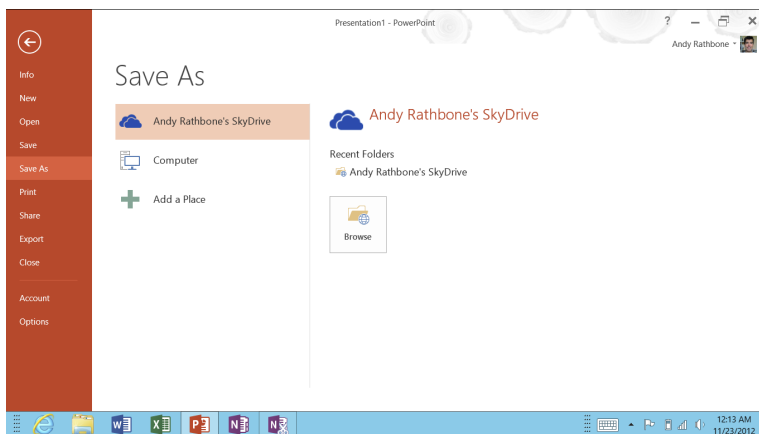 Presentation1 - PowerPoint
?
Andy Rathbone
Info
New
Open
Save
Save As
Print
Share
Export
Close
Account
Options
Save As
Andy Rathbone's SkyDrive
Computer
Add a Place
Andy Rathbone's SkyDrive
Recent Folders
Andy Rathbone's SkyDrive
Browse
12:13 AM
11/23/2012